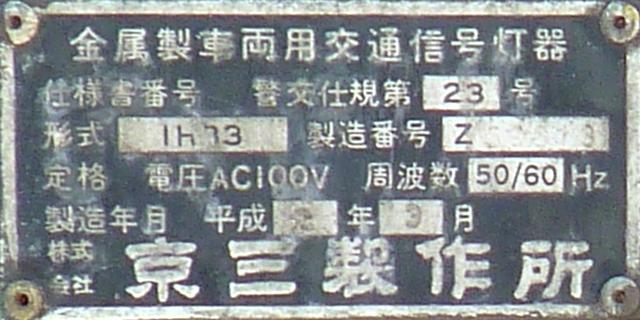 金属製車両用交通信号灯器
仕様書番号 警交仕規第 23 号
形式 製造番号 Z
定格 電圧AC100V 周波数 50/60 Hz
製造年月 平成 年 月
株式会社 京三製作所